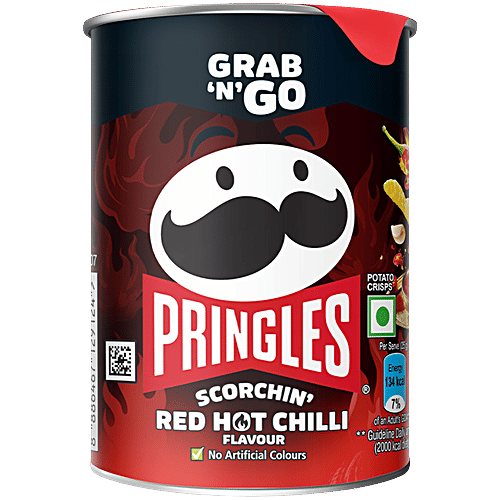 GRAB
'N' GO
PRINGLES
®
SCORCHIN'
RED HOT CHILLI
FLAVOUR
No Artificial Colours
POTATO
CRISPS
Per Serve (25
Energy
134 kcal
7%
of an Adult's
** Guideline Daily
(2000 kcal